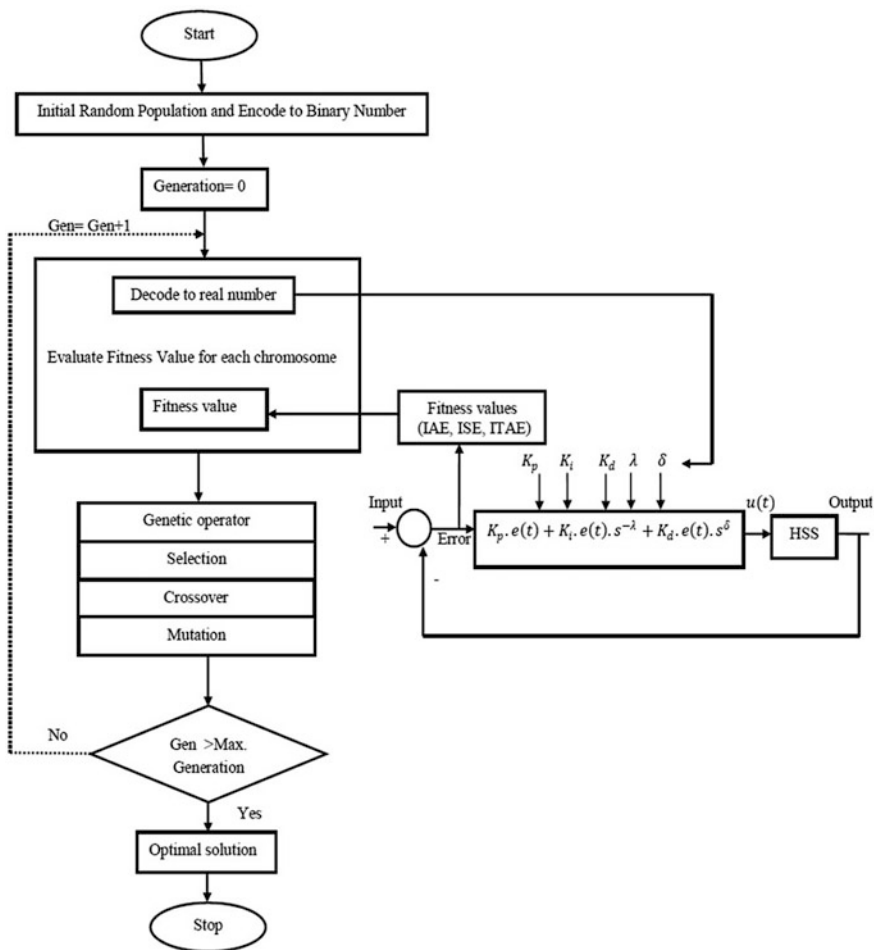 Start
Initial Random Population and Encode to Binary Number
Generation= 0
Gen= Gen+1
Decode to real number
Evaluate Fitness Value for each chromosome
Fitness value
Fitness values
(IAE, ISE, ITAE)
K_p K_i K_d λ δ
Input
+
-
Error
K_p. e(t) + K_i. e(t). s^{-λ} + K_d. e(t). s^δ
u(t)
HSS
Output
Genetic operator
Selection
Crossover
Mutation
Gen >Max.
Generation
No
Yes
Optimal solution
Stop